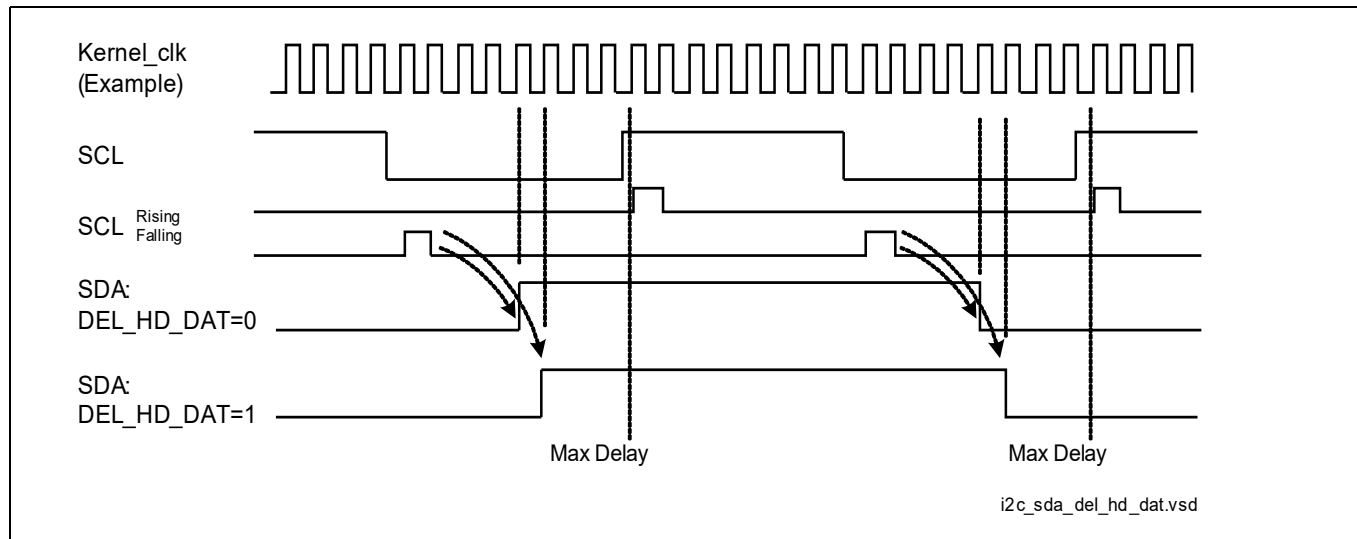 Kernel_clk
(Example)
SCL
SCL Rising
Falling
SDA:
DEL_HD_DAT=0
SDA:
DEL_HD_DAT=1
Max Delay
Max Delay
i2c_sda_del_hd_dat.vsd